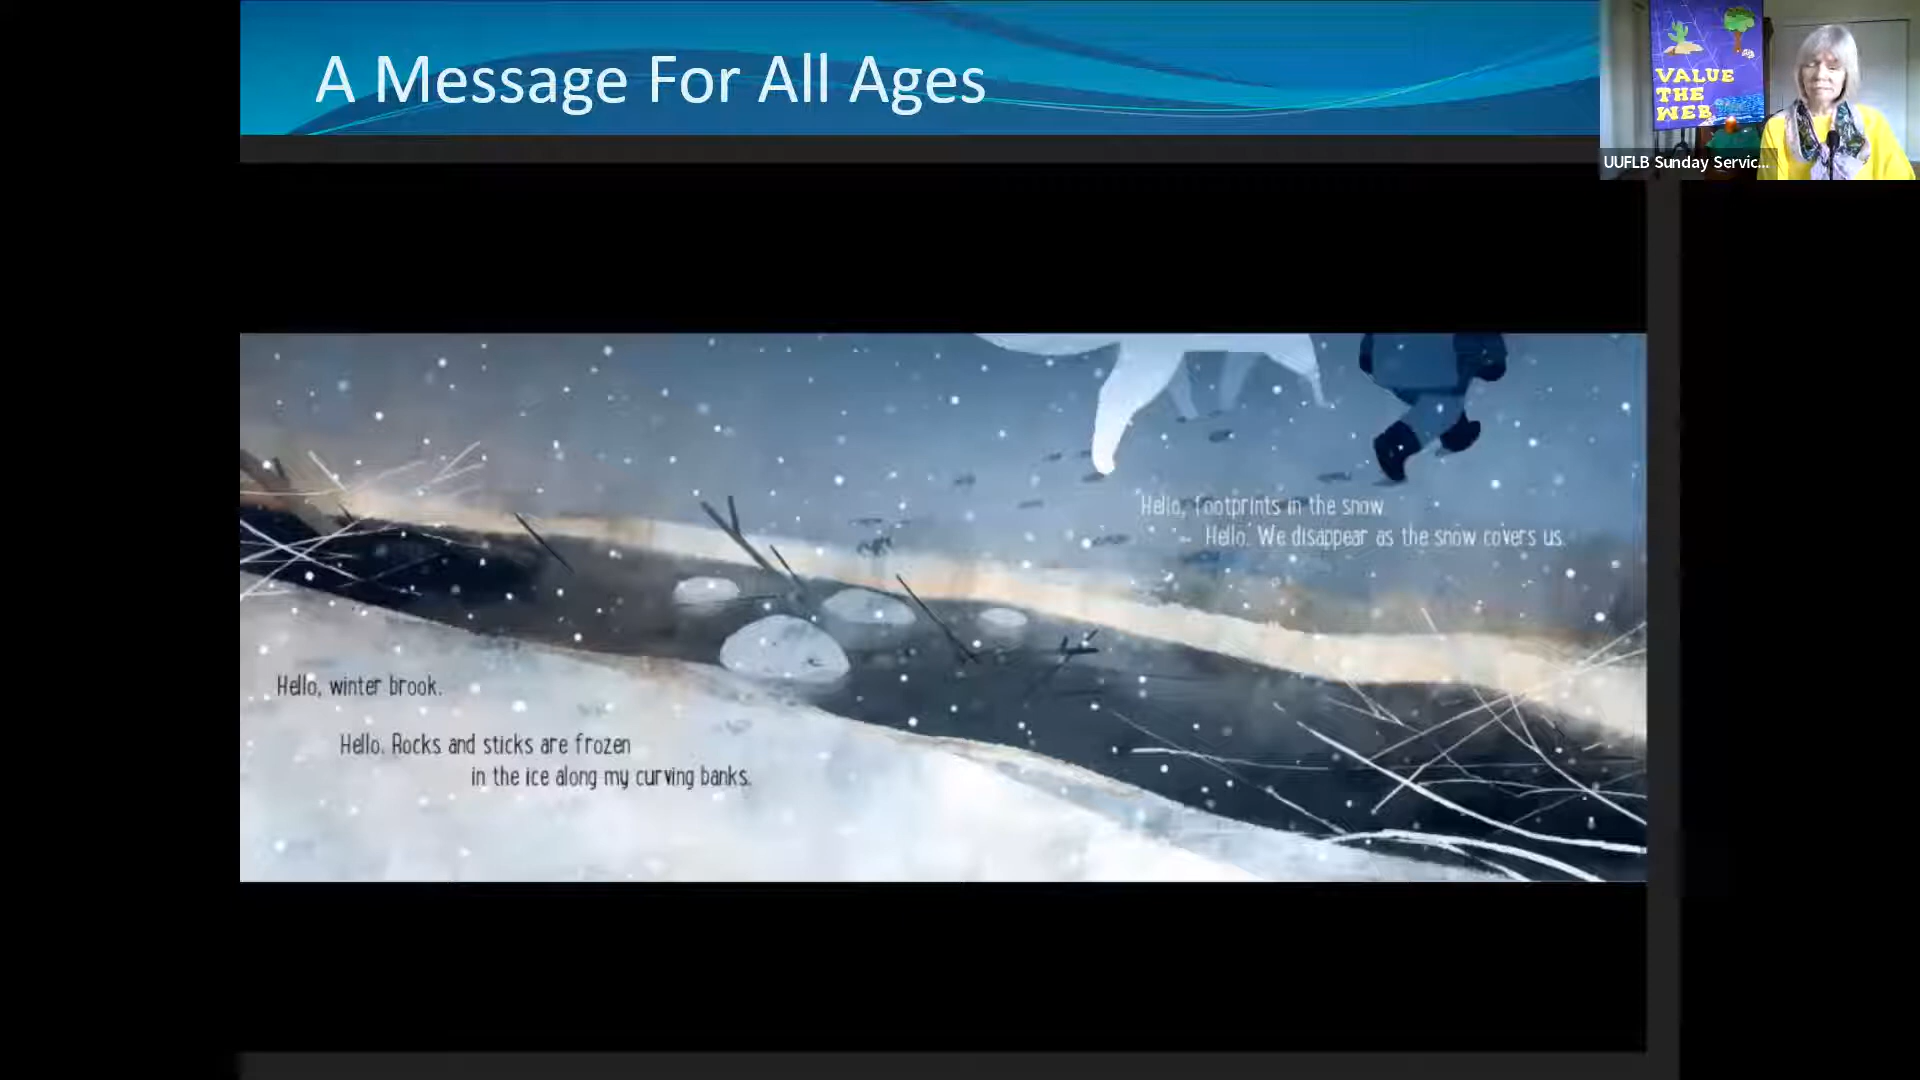 A Message For All Ages
VALUE
THE
WEB
UUFLB Sunday Servic...
Hello, footprints in the snow.
Hello. We disappear as the snow covers us.
Hello, winter brook.
Hello. Rocks and sticks are frozen
in the ice along my curving banks.